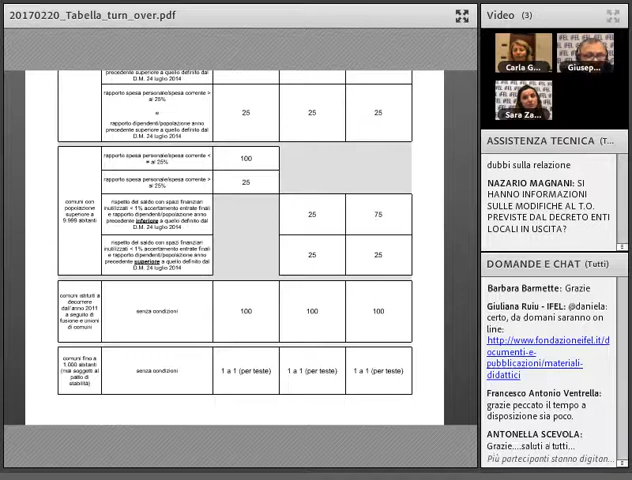 20170220_Tabella_turn_over.pdf
precedente superiore a quello definito dal
D.M. 24 luglio 2014
rapporto spesa personale/spesa corrente >
al 25%
e
rapporto dipendenti/popolazione anno
precedente superiore a quello definito dal
D.M. 24 luglio 2014
25 25 25
comuni con
popolazione
superiore a
9.999 abitanti
rapporto spesa personale/spesa corrente <
= al 25%
100
rapporto spesa personale/spesa corrente >
al 25%
25
rispetto del saldo con spazi finanziari
inutilizzati < 1% accertamento entrate finali
e rapporto dipendenti/popolazione anno
precedente inferiore a quello definito dal
D.M. 24 luglio 2014
25 75
rispetto del saldo con spazi finanziari
inutilizzati < 1% accertamento entrate finali
e rapporto dipendenti/popolazione anno
precedente superiore a quello definito dal
D.M. 24 luglio 2014
25 25
comuni istituiti a
decorrere
dall'anno 2011
a seguito di
fusione e unioni
di comuni
senza condizioni
100 100 100
comuni fino a
1.000 abitanti
(mai soggetti al
patto di
stabilità)
senza condizioni
1 a 1 (per teste) 1 a 1 (per teste) 1 a 1 (per teste)
Video (3)
Carla G...
Giusep...
Sara Za...
ASSISTENZA TECNICA (T...
dubbi sulla relazione
NAZARIO MAGNANI: SI
HANNO INFORMAZIONI
SULLE MODIFICHE AL T.O.
PREVISTE DAL DECRETO ENTI
LOCALI IN USCITA?
DOMANDE E CHAT (Tutti)
Barbara Barmette: Grazie
Giuliana Ruiu - IFEL: @daniela:
certo, da domani saranno on
line:
http://www.fondazioneifel.it/d
ocumenti-e-
pubblicazioni/materiali-
didattici
Francesco Antonio Ventrella:
grazie peccato il tempo a
disposizione sia poco.
ANTONELLA SCEVOLA:
Grazie....saluti a tutti...
Più partecipanti stanno digitan...